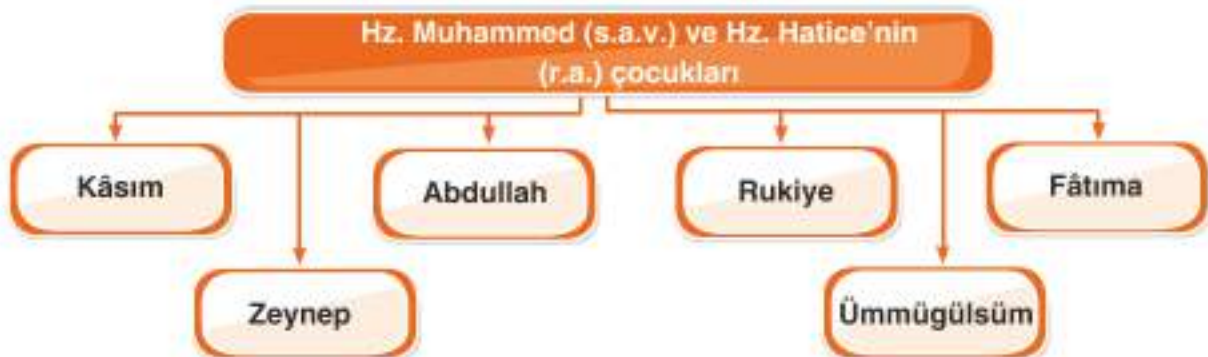 Hz. Muhammed (s.a.v.) ve Hz. Hatice'nin
(r.a.) çocukları
Kâsım
Abdullah
Rukiye
Fâtıma
Zeynep
Ümmügülsüm